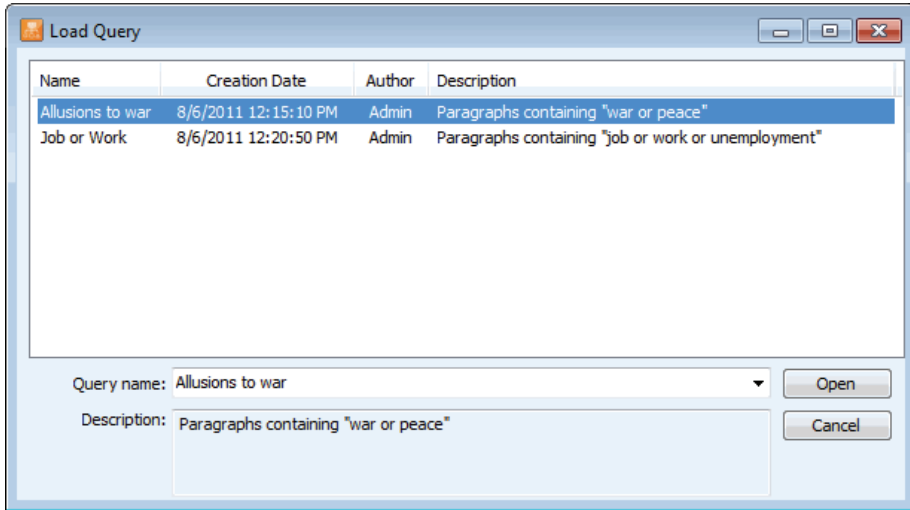 Load Query
Name Creation Date Author Description
Allusions to war 8/6/2011 12:15:10 PM Admin Paragraphs containing "war or peace"
Job or Work 8/6/2011 12:20:50 PM Admin Paragraphs containing "job or work or unemployment"
Query name: Allusions to war Open
Description: Paragraphs containing "war or peace" Cancel